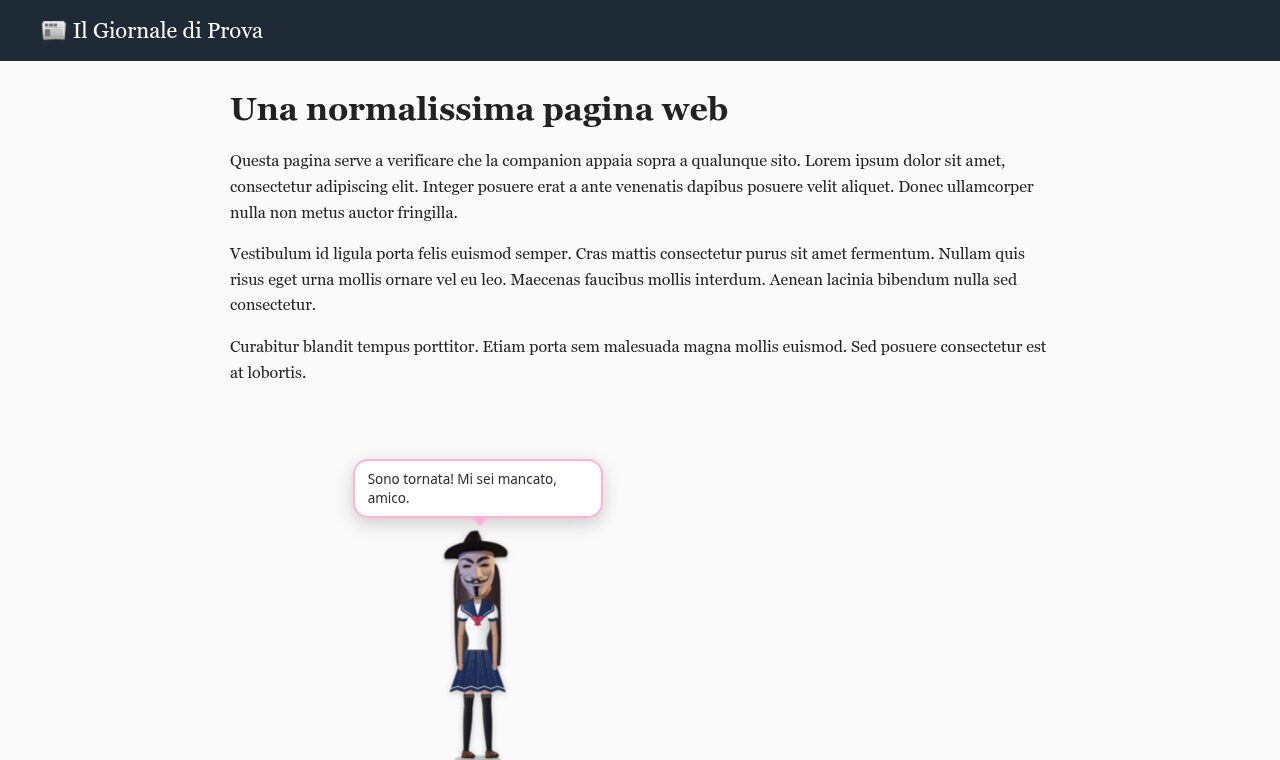 Il Giornale di Prova
Una normalissima pagina web
Questa pagina serve a verificare che la companion appaia sopra a qualunque sito. Lorem ipsum dolor sit amet,
consectetur adipiscing elit. Integer posuere erat a ante venenatis dapibus posuere velit aliquet. Donec ullamcorper
nulla non metus auctor fringilla.
Vestibulum id ligula porta felis euismod semper. Cras mattis consectetur purus sit amet fermentum. Nullam quis
risus eget urna mollis ornare vel eu leo. Maecenas faucibus mollis interdum. Aenean lacinia bibendum nulla sed
consectetur.
Curabitur blandit tempus porttitor. Etiam porta sem malesuada magna mollis euismod. Sed posuere consectetur est
at lobortis.
Sono tornata! Mi sei mancato,
amico.